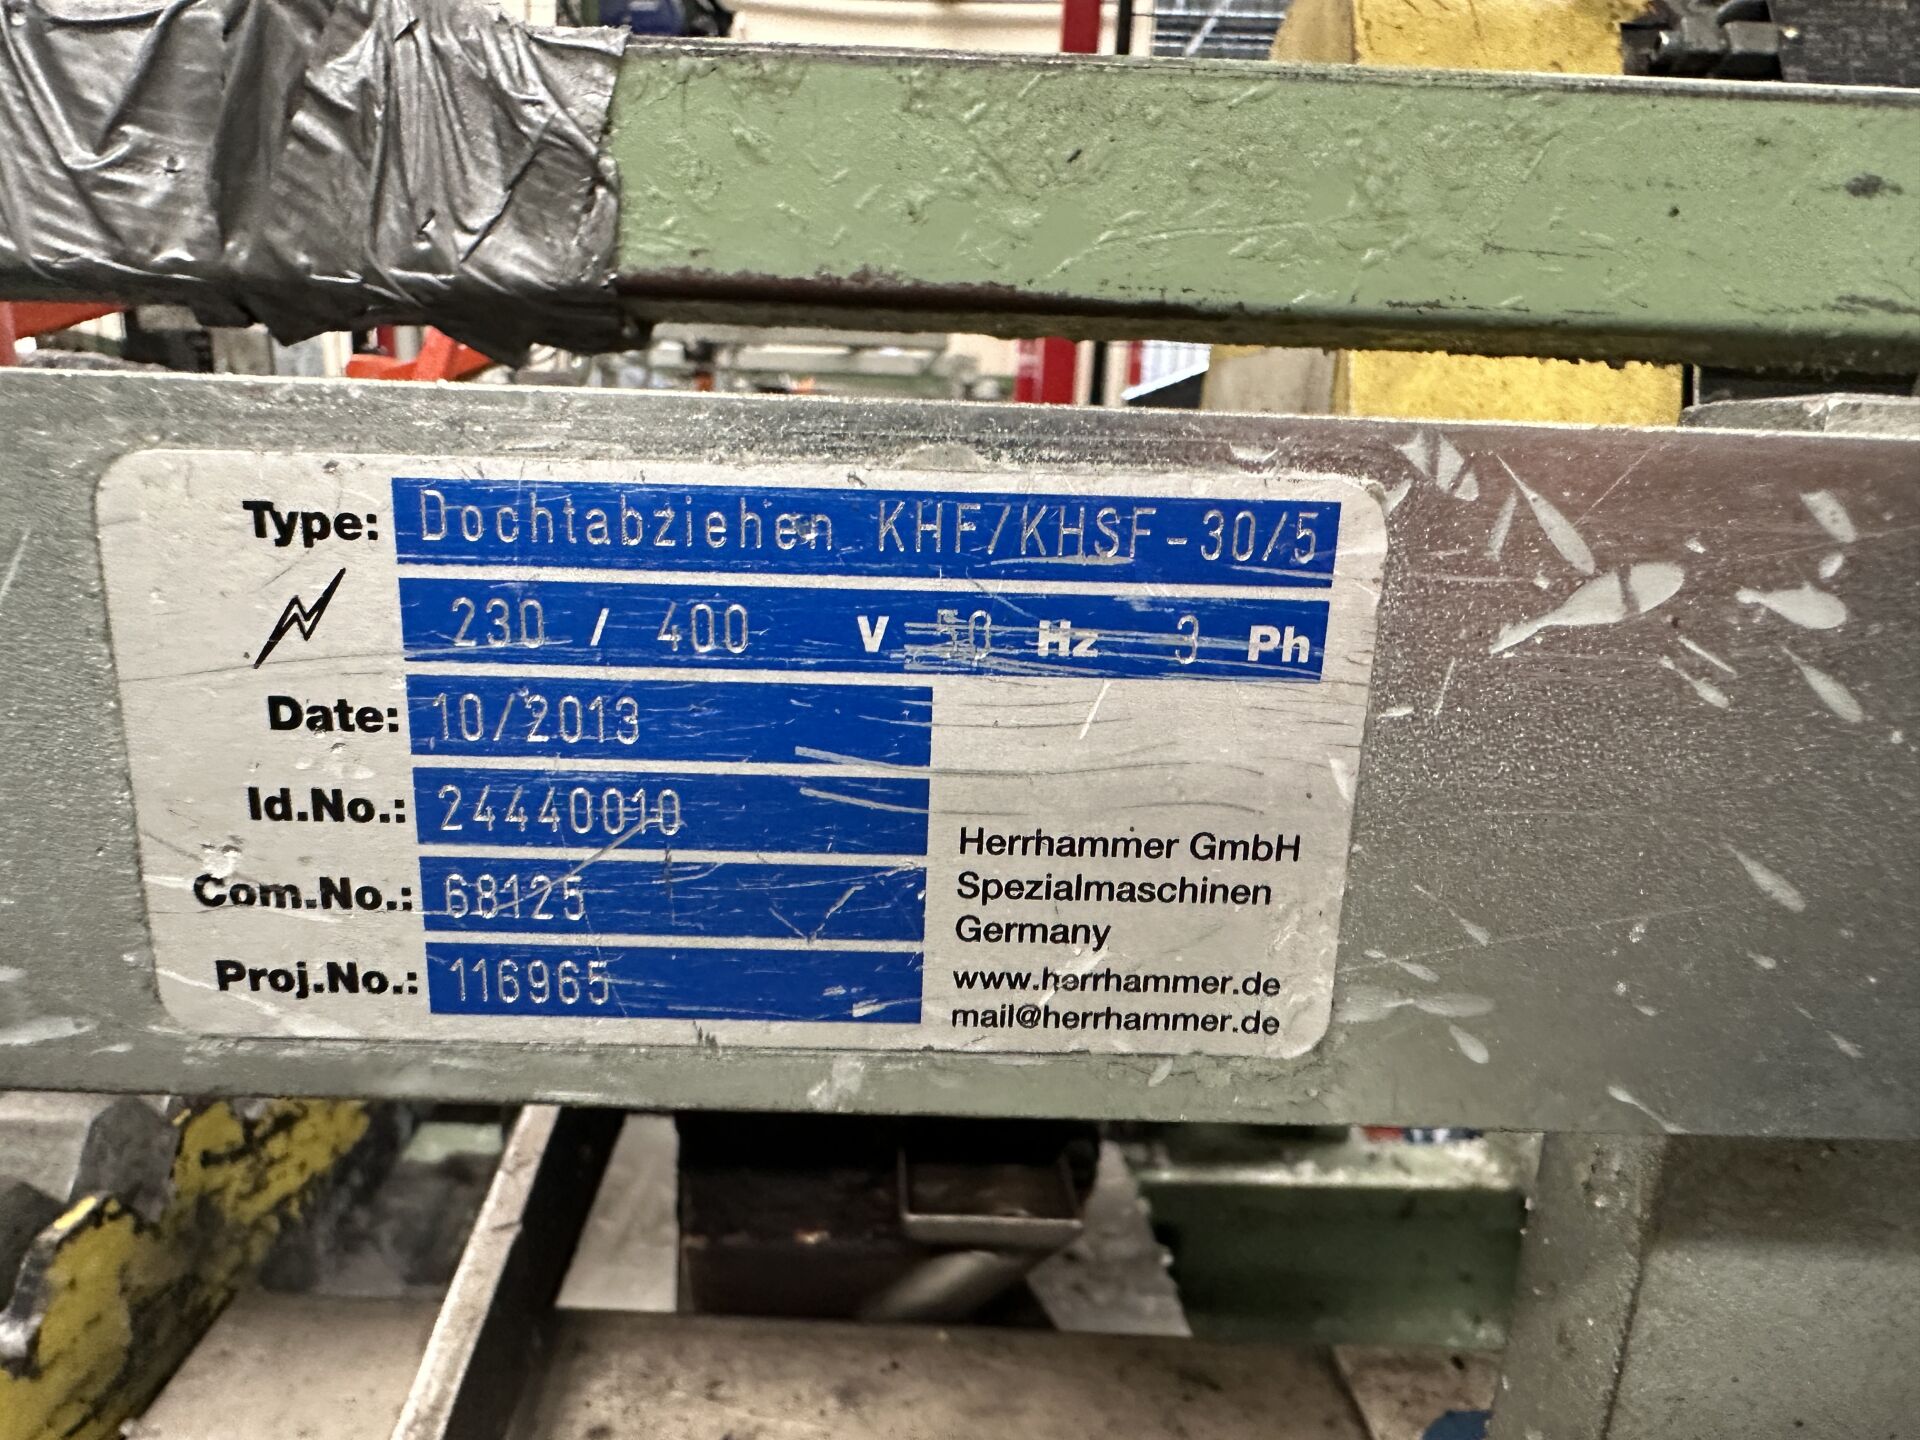 Type: Dochtabziehen KHF/KHSF-30/5
230 / 400 V 50 Hz 3 Ph
Date: 10/2013
Id.No.: 24440010
Com.No.: 68125
Proj.No.: 116965
Herrhammer GmbH
Spezialmaschinen
Germany
www.herrhammer.de
mail@herrhammer.de